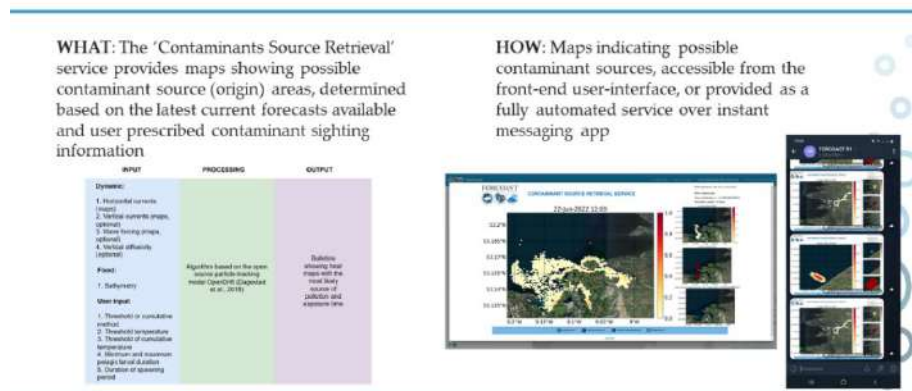 WHAT: The 'Contaminants Source Retrieval'
service provides maps showing possible
contaminant source (origin) areas, determined
based on the latest current forecasts available
and user prescribed contaminant sighting
information
HOW: Maps indicating possible
contaminant sources, accessible from the
front-end user-interface, or provided as a
fully automated service over instant
messaging app
INPUT
PROCESSING
OUTPUT
Dynamic:
1. Horizontal currents
(maps)
2. Vertical currents (maps,
optional)
3. Wave forcing (maps,
optional)
4. Vertical diffusivity
(optional)
Fixed:
1. Bathymetry
User Input:
1. Threshold or cumulative
method
2. Threshold temperature
3. Threshold of cumulative
temperature
4. Minimum and maximum
pelagic larval duration
5. Duration of spawning
period
Algorithm based on the open
source particle-tracking
model OpenDrift (Dagestad
et al., 2018)
Bulletins
showing heat
maps with the
most likely
source of
pollution and
exposure time
FORCOAST
CONTAMINANT SOURCE RETRIEVAL SERVICE
22-Jun-2022 12:09